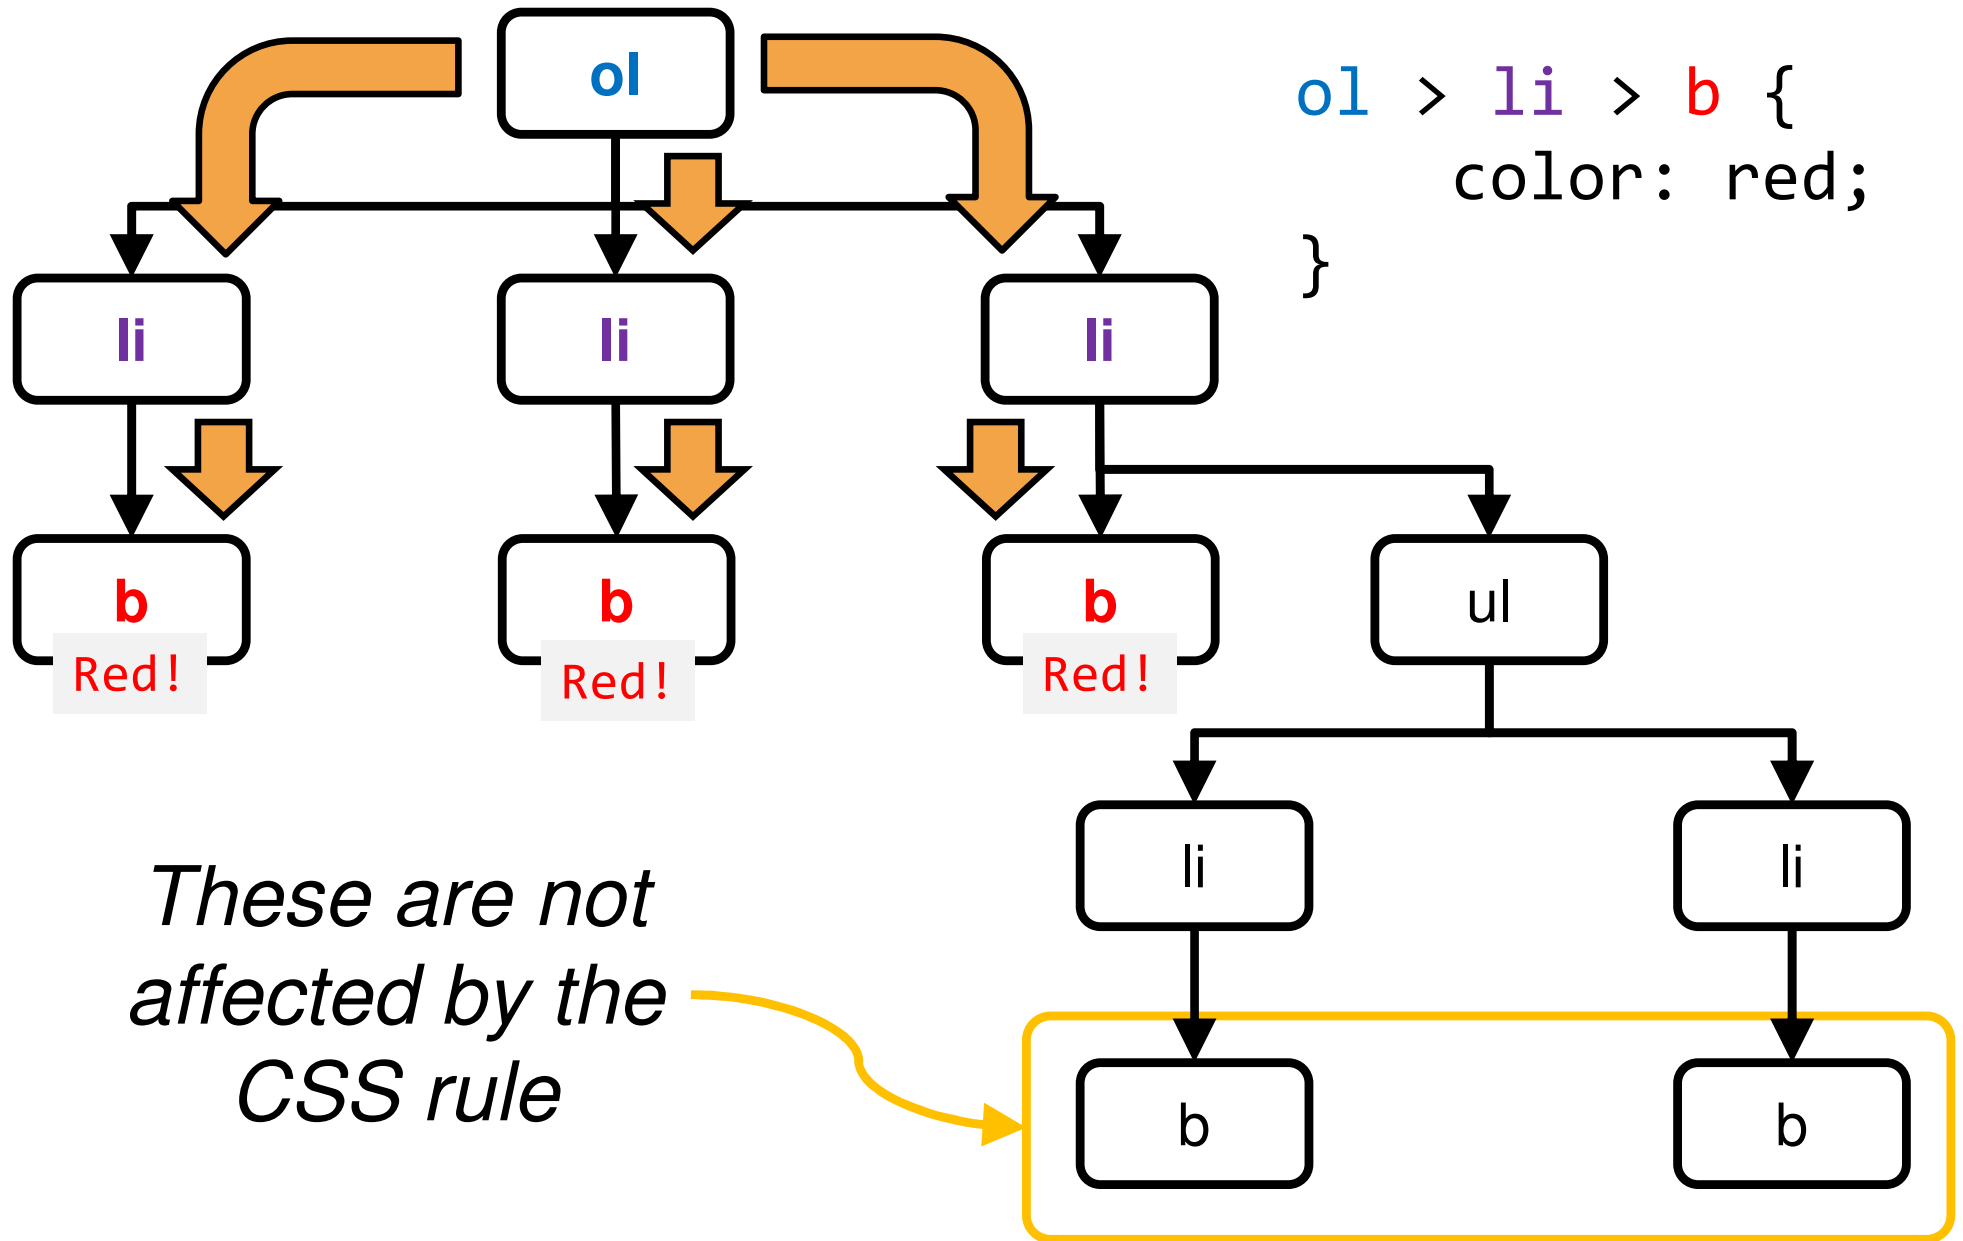 ol
ol > li > b {
color: red;
}
li
li
li
b
b
b
ul
Red!
Red!
Red!
li
li
These are not
affected by the
CSS rule
b
b